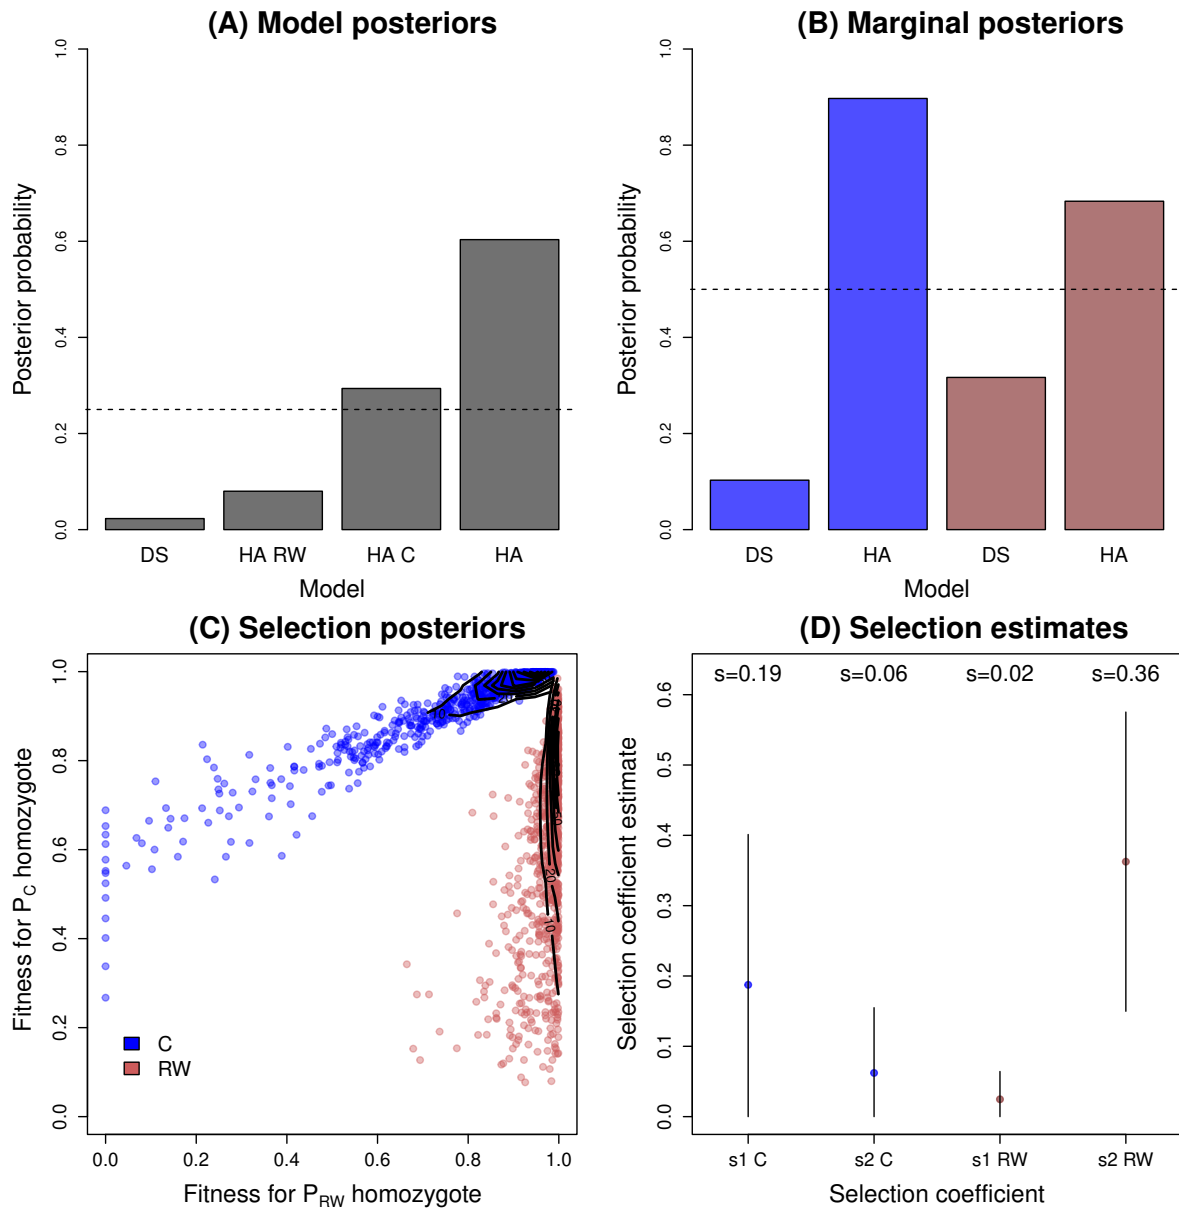 (A) Model posteriors
Posterior probability
0.0 0.2 0.4 0.6 0.8 1.0
DS HA RW HA C HA
Model
(B) Marginal posteriors
Posterior probability
0.0 0.2 0.4 0.6 0.8 1.0
DS HA DS HA
Model
(C) Selection posteriors
Fitness for PC homozygote
0.0 0.2 0.4 0.6 0.8 1.0
10
20
50
20
10
C
RW
0.0 0.2 0.4 0.6 0.8 1.0
Fitness for PRW homozygote
(D) Selection estimates
s=0.19 s=0.06 s=0.02 s=0.36
Selection coefficient estimate
0.0 0.1 0.2 0.3 0.4 0.5 0.6
s1 C s2 C s1 RW s2 RW
Selection coefficient